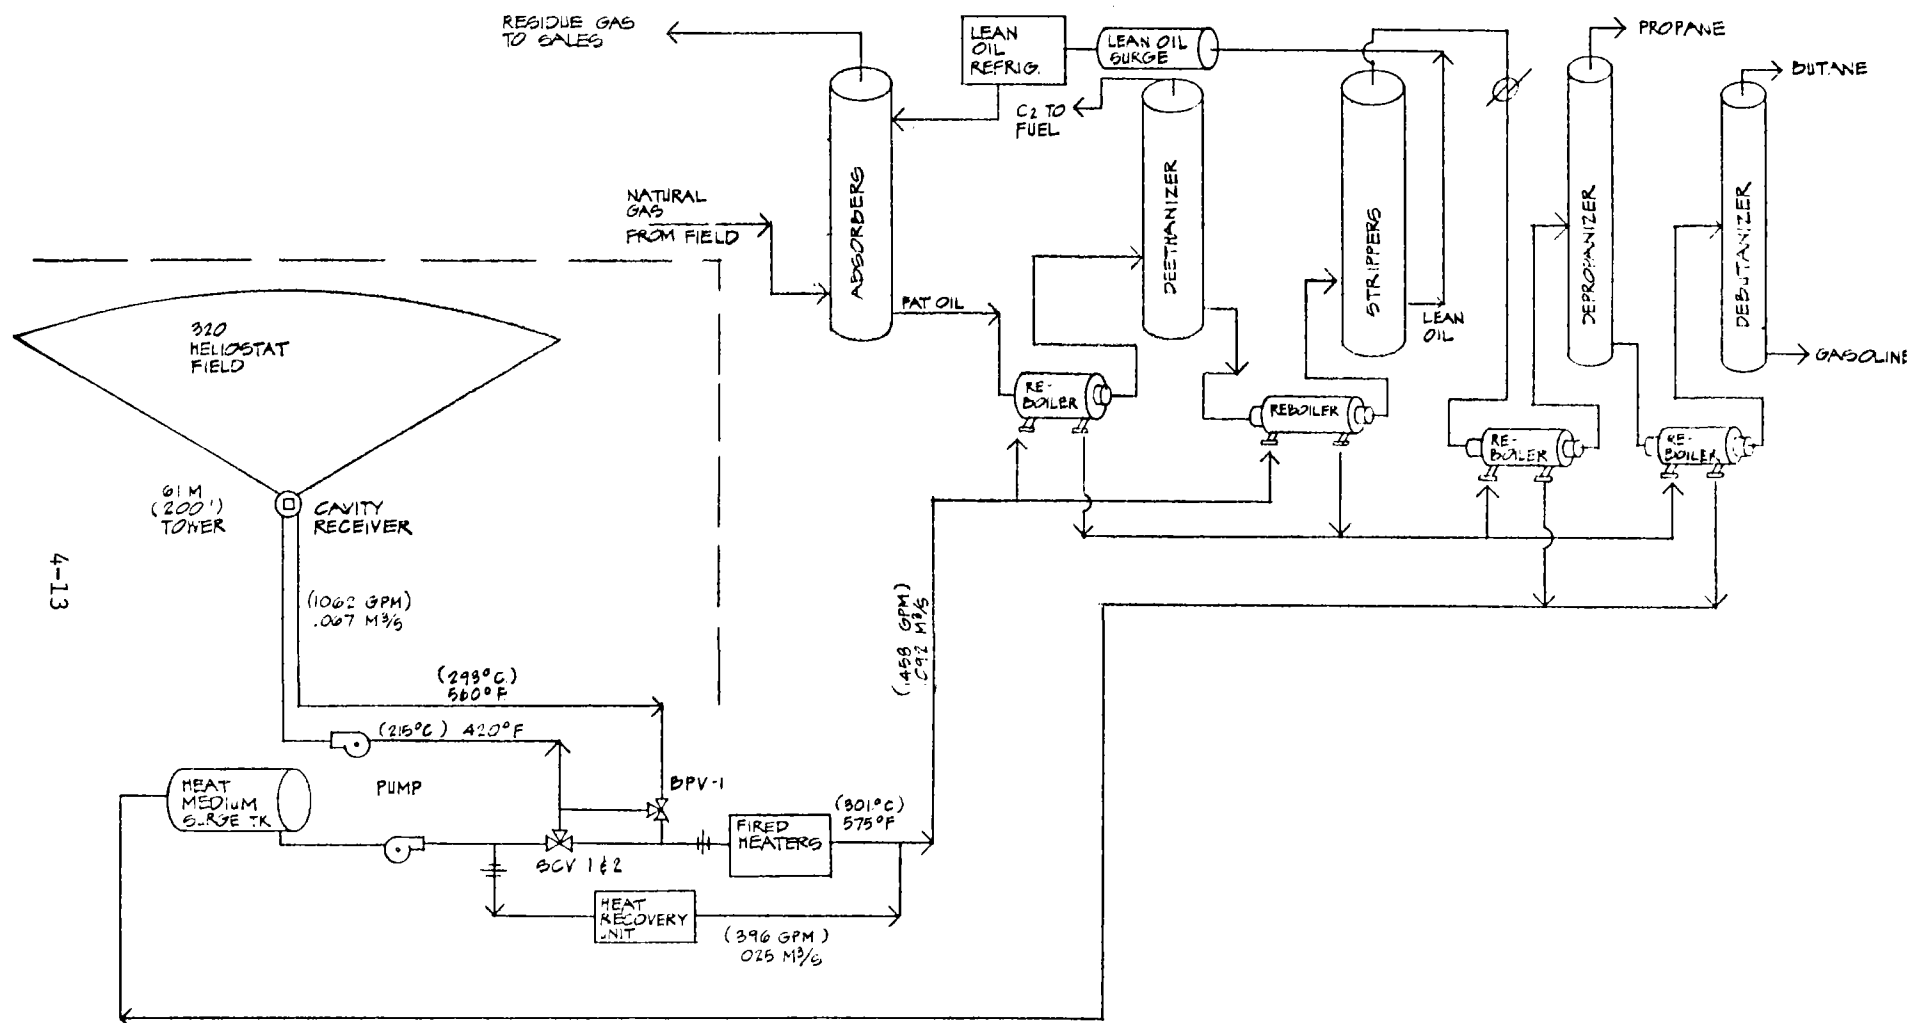 RESIDUE GAS
TO SALES
LEAN
OIL
REFRIG.
LEAN OIL
SURGE
PROPANE
BUTANE
C2 TO
FUEL
ABSORBERS
DEETHANIZER
STRIPPERS
DEPROPANIZER
DEBUTANIZER
NATURAL
GAS
FROM FIELD
FAT OIL
LEAN
OIL
GASOLINE
320
HELIOSTAT
FIELD
RE-
BOILER
REBOILER
RE-
BOILER
RE-
BOILER
61 M
(200')
TOWER
CAVITY
RECEIVER
4-13
(1062 GPM)
.067 M³/S
(1458 GPM)
.092 M³/S
(293°C)
560°F
(215°C) 420°F
HEAT
MEDIUM
SURGE TK
PUMP
BPV-1
SCV 1 & 2
FIRED
HEATERS
(301°C)
575°F
HEAT
RECOVERY
UNIT
(396 GPM)
025 M³/S